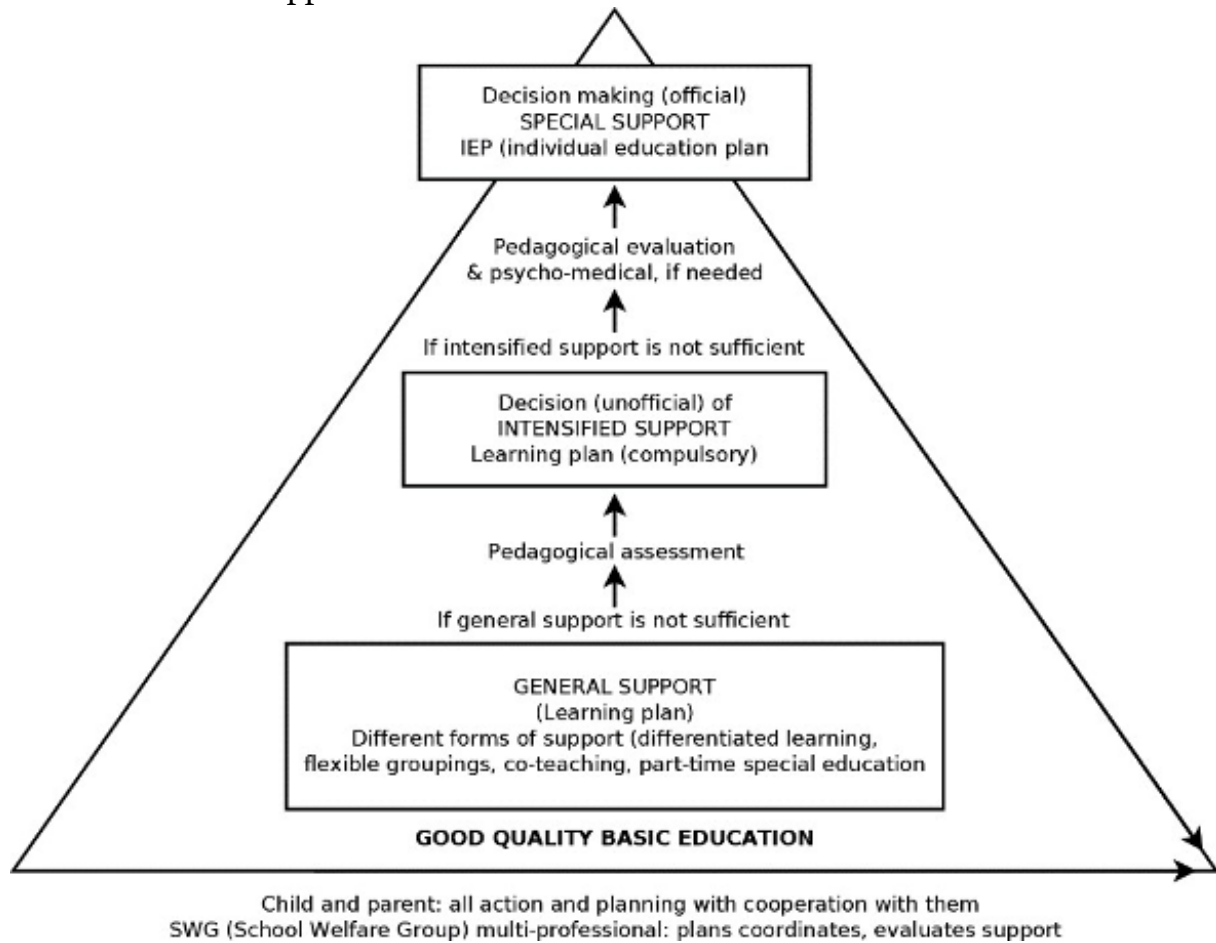 Decision making (official)
SPECIAL SUPPORT
IEP (individual education plan
Pedagogical evaluation
& psycho-medical, if needed
If intensified support is not sufficient
Decision (unofficial) of
INTENSIFIED SUPPORT
Learning plan (compulsory)
Pedagogical assessment
If general support is not sufficient
GENERAL SUPPORT
(Learning plan)
Different forms of support (differentiated learning,
flexible groupings, co-teaching, part-time special education
GOOD QUALITY BASIC EDUCATION
Child and parent: all action and planning with cooperation with them
SWG (School Welfare Group) multi-professional: plans coordinates, evaluates support